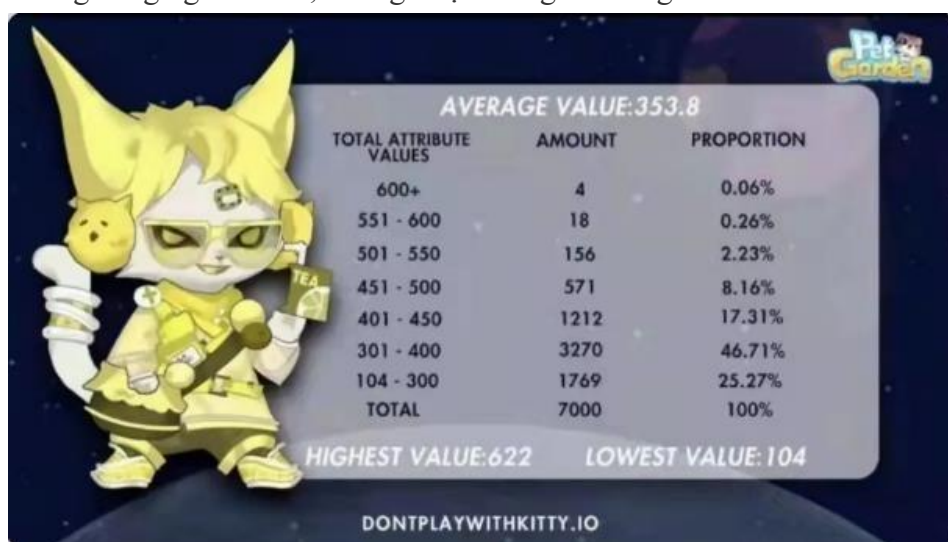 Pet
Garden
AVERAGE VALUE:353.8
TOTAL ATTRIBUTE VALUES AMOUNT PROPORTION
600+ 4 0.06%
551 - 600 18 0.26%
501 - 550 156 2.23%
451 - 500 571 8.16%
401 - 450 1212 17.31%
301 - 400 3270 46.71%
104 - 300 1769 25.27%
TOTAL 7000 100%
TEA
HIGHEST VALUE:622 LOWEST VALUE:104
DONTPLAYWITHKITTY.IO